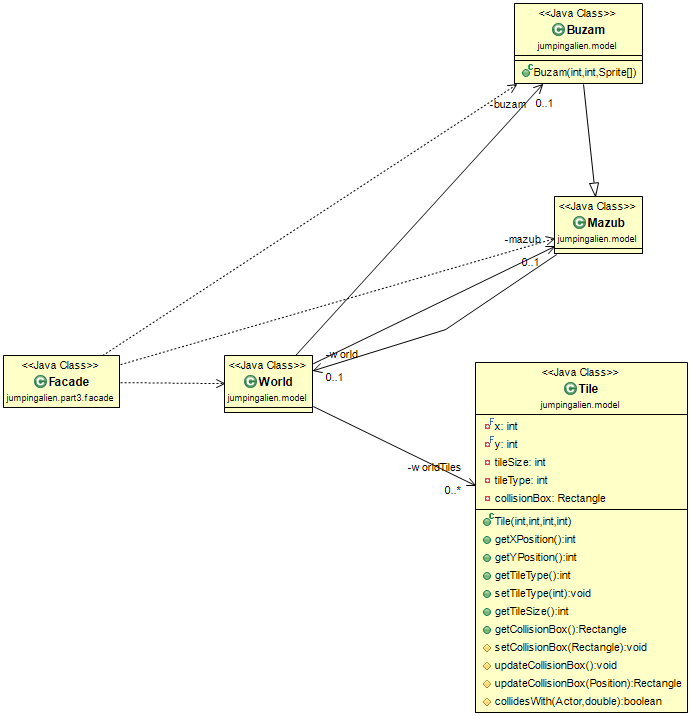 <<Java Class>>
Buzam
jumpingalien.model
Buzam(int,int,Sprite[])
-buzam
0..1
<<Java Class>>
Mazub
jumpingalien.model
-mazub
0..1
-world
0..1
<<Java Class>>
Facade
jumpingalien.part3.facade
<<Java Class>>
World
jumpingalien.model
-worldTiles
0..*
<<Java Class>>
Tile
jumpingalien.model
x: int
y: int
tileSize: int
tileType: int
collisionBox: Rectangle
Tile(int,int,int,int)
getXPosition():int
getYPosition():int
getTileType():int
setTileType(int):void
getTileSize():int
getCollisionBox():Rectangle
setCollisionBox(Rectangle):void
updateCollisionBox():void
updateCollisionBox(Position):Rectangle
collidesWith(Actor,double):boolean